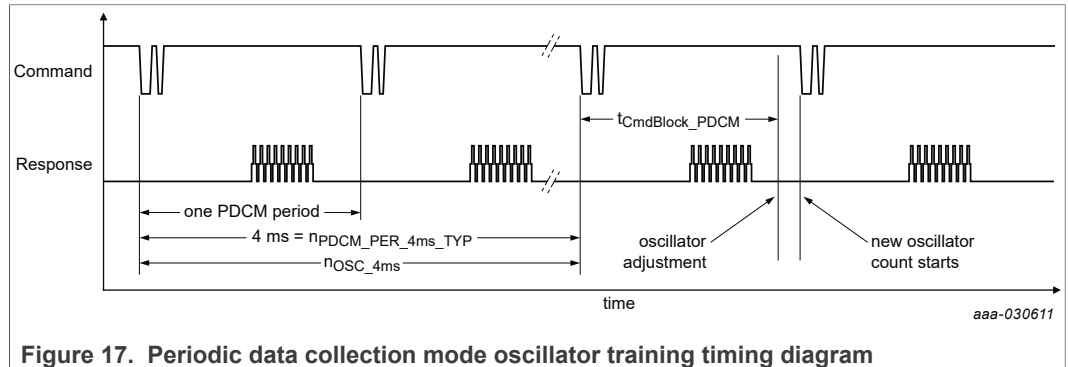 Command
tCmdBlock_PDCM
Response
one PDCM period
4 ms = nPDCM_PER_4ms_TYP
nOSC_4ms
oscillator
adjustment
new oscillator
count starts
time
aaa-030611
Figure 17. Periodic data collection mode oscillator training timing diagram